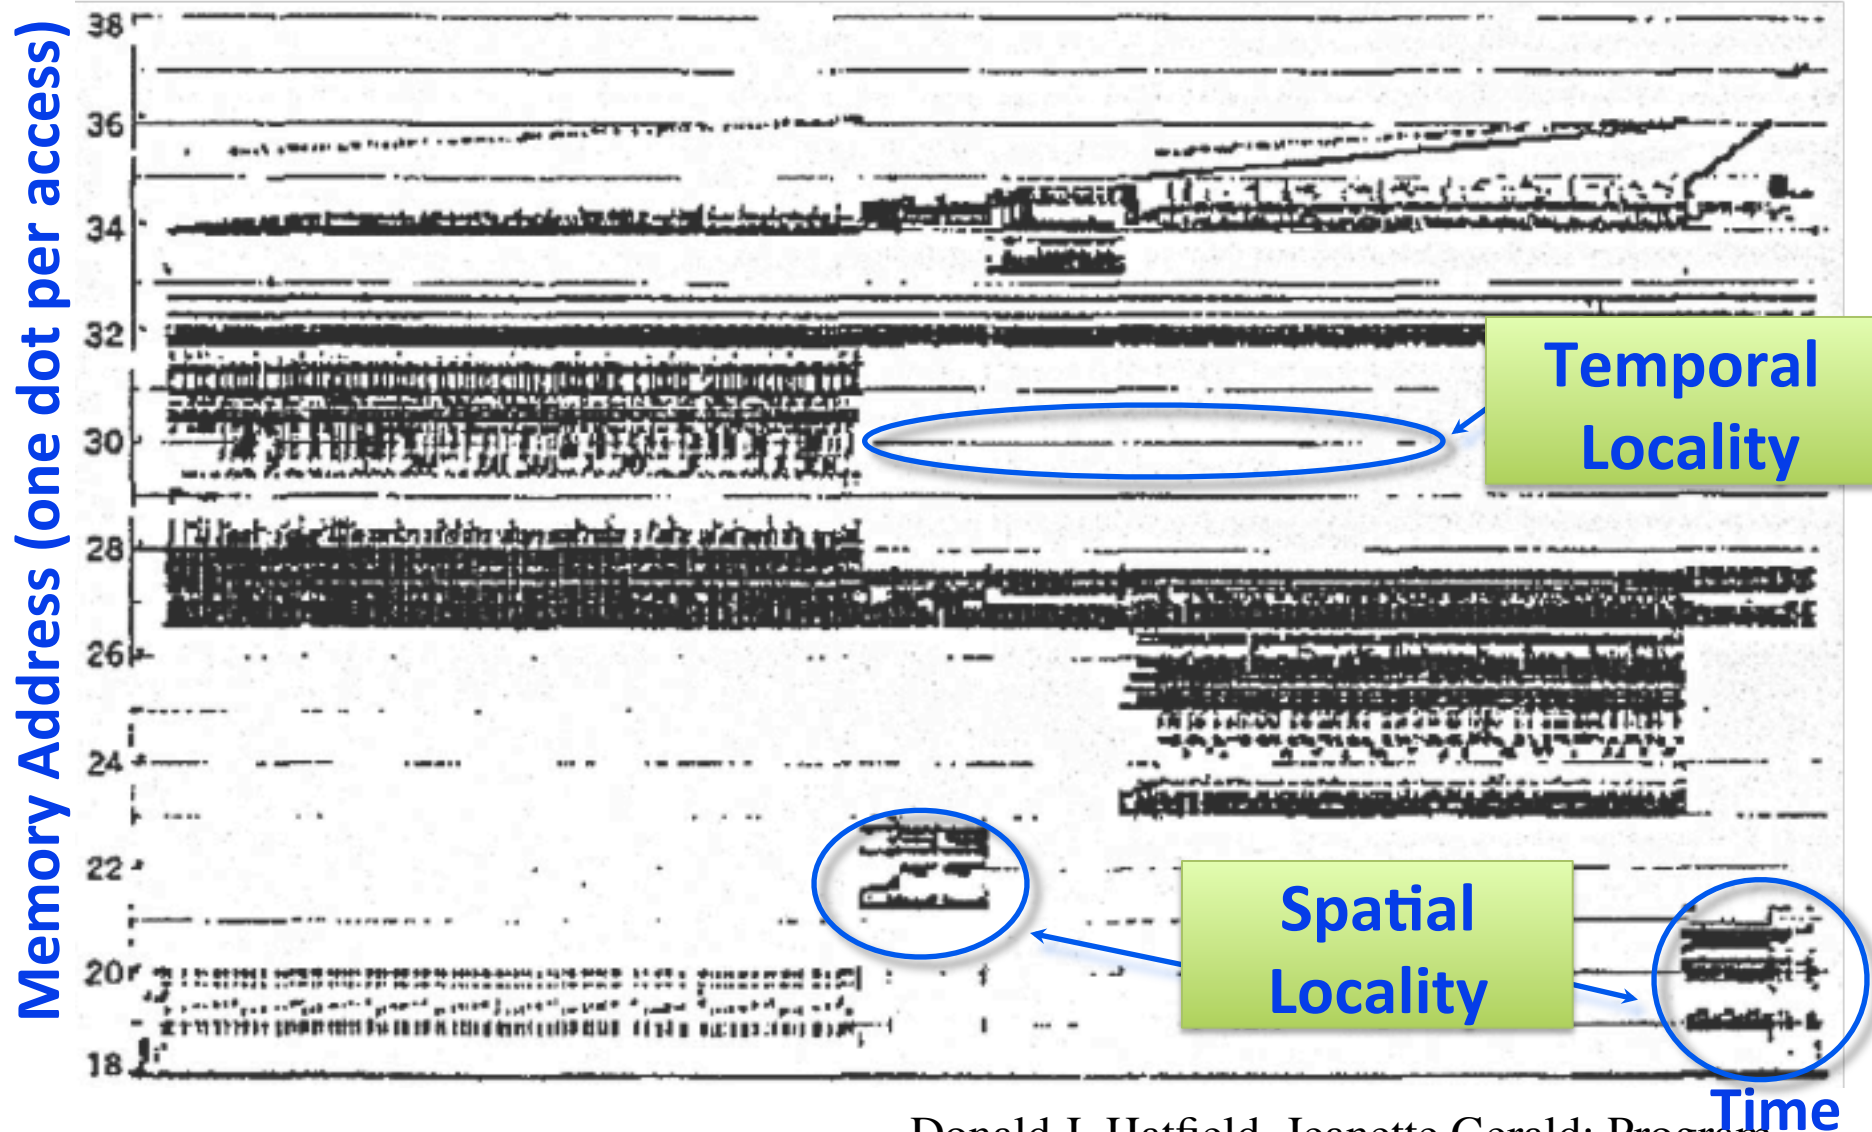 Memory Address (one dot per access)
38
36
34
32
30
28
26
24
22
20
18
Temporal
Locality
Spatial
Locality
Time
Donald J. Hatfield, Jeanette Gerald: Program